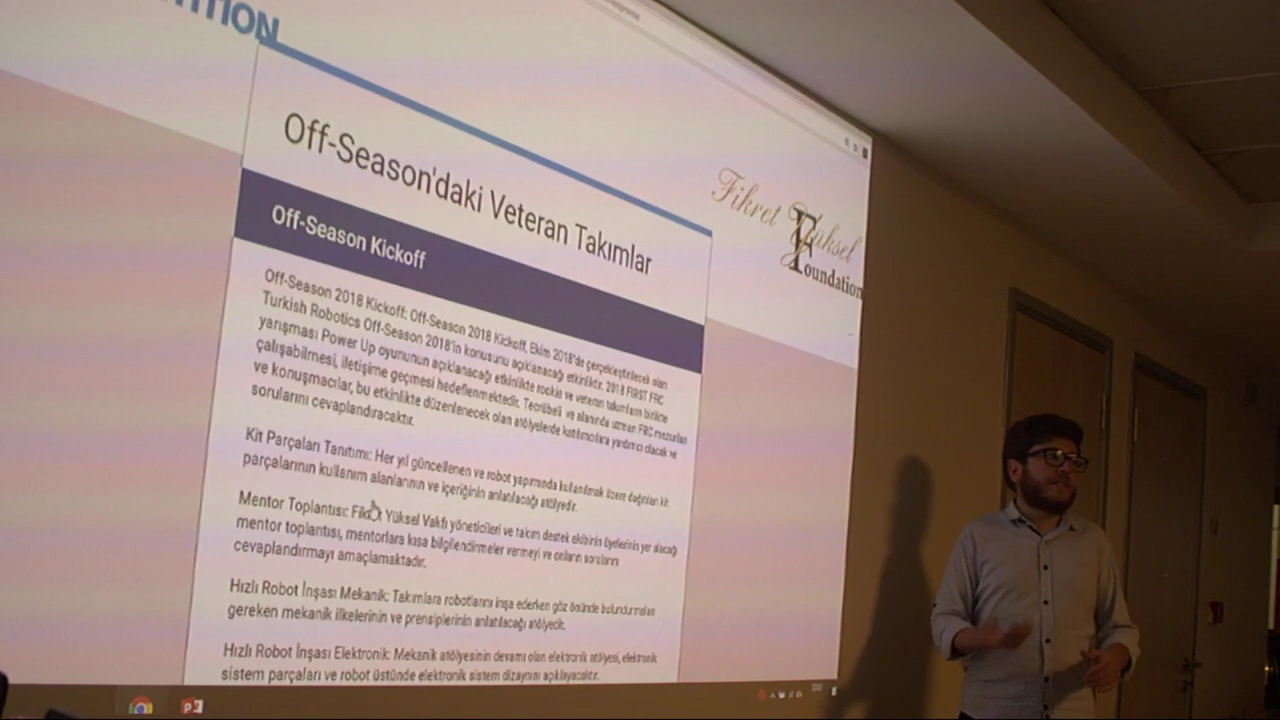 Off-Season'daki Veteran Takımlar
Fikret Yüksel
Foundation
Off-Season Kickoff
Off-Season 2018 Kickoff: Off-Season 2018 Kickoff, Ekim 2018'de gerçekleştirilecek olan
Turkish Robotics Off-Season 2018'in konusunu açıklanacağı etkinliktir. 2018 FIRST FRC
yarışması Power Up oyununun açıklanacağı etkinlikte rookie ve veteran takımların birlikte
çalışabilmesi, iletişime geçmesi hedeflenmektedir. Tecrübeli ve alanında uzman FRC mezunları
ve konuşmacılar, bu etkinlikte düzenlenecek olan atölyelerde katılımcılara yardımcı olacak ve
sorularını cevaplandıracaktır.
Kit Parçaları Tanıtımı: Her yıl güncellenen ve robot yapımında kullanılmak üzere dağıtılan kit
parçalarının kullanım alanlarının ve içeriğinin anlatılacağı atölyedir.
Mentor Toplantısı: Fikret Yüksel Vakfı yöneticileri ve takım destek ekibinin üyelerinin yer alacağı
mentor toplantısı, mentorlara kısa bilgilendirmeler vermeyi ve onların sorularını
cevaplandırmayı amaçlamaktadır.
Hızlı Robot İnşası Mekanik: Takımlara robotlarını inşa ederken göz önünde bulundurmaları
gereken mekanik ilkelerinin ve prensiplerinin anlatılacağı atölyedir.
Hızlı Robot İnşası Elektronik: Mekanik atölyesinin devamı olan elektronik atölyesi, elektronik
sistem parçaları ve robot üstünde elektronik sistem dizaynını açıklayacaktır.